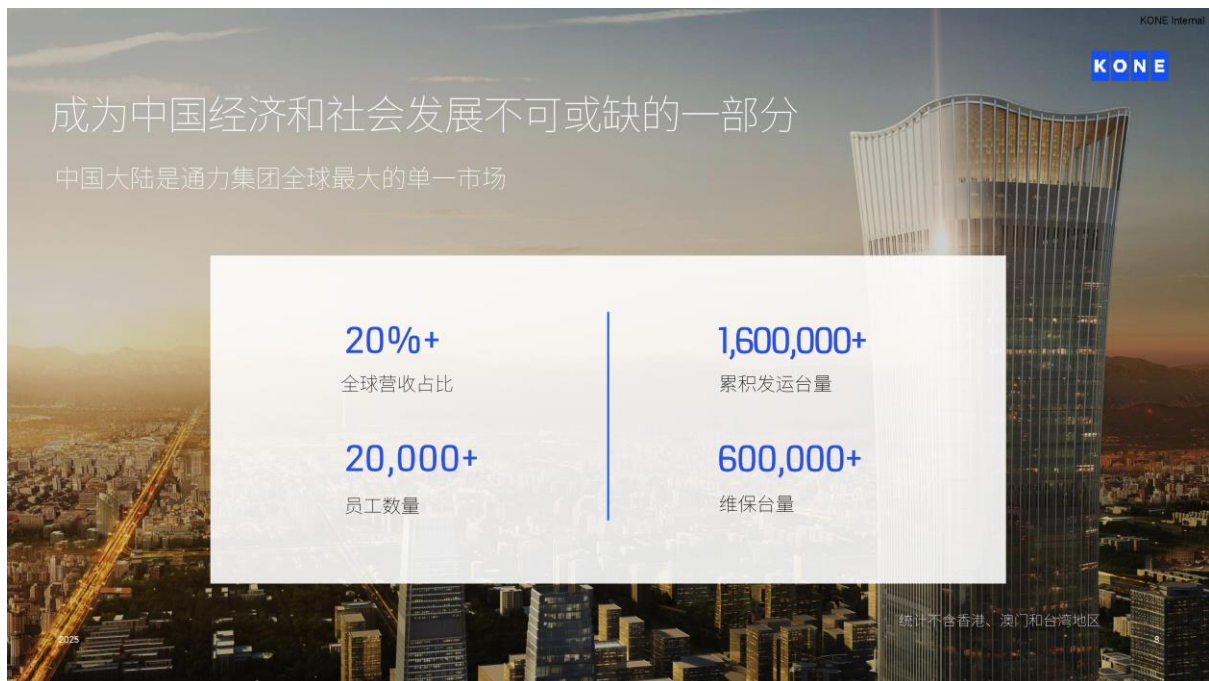 KONE Internal
KONE
成为中国经济和社会发展不可或缺的一部分
中国大陆是通力集团全球最大的单一市场
20%+
全球营收占比
20,000+
员工数量
1,600,000+
累积发运台量
600,000+
维保台量
统计不含香港、澳门和台湾地区
2025
8